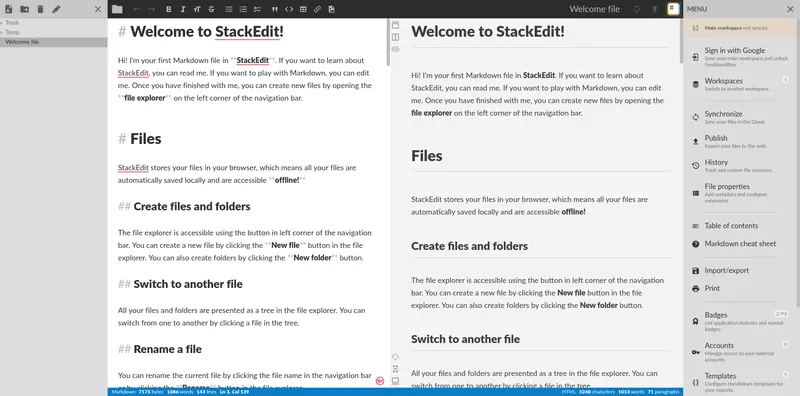 Welcome file
MENU
Trash
Temp
Welcome file
# Welcome to StackEdit!
Hi! I'm your first Markdown file in **StackEdit**. If you want to learn about
StackEdit, you can read me. If you want to play with Markdown, you can edit
me. Once you have finished with me, you can create new files by opening the
**file explorer** on the left corner of the navigation bar.
# Files
StackEdit stores your files in your browser, which means all your files are
automatically saved locally and are accessible **offline!**
## Create files and folders
The file explorer is accessible using the button in left corner of the navigation
bar. You can create a new file by clicking the **New file** button in the file
explorer. You can also create folders by clicking the **New folder** button.
## Switch to another file
All your files and folders are presented as a tree in the file explorer. You can
switch from one to another by clicking a file in the tree.
## Rename a file
You can rename the current file by clicking the file name in the navigation bar
or by clicking the **Rename** button in the file explorer.
Markdown 7173 bytes 1086 words 143 lines Ln 3, Col 139
Welcome to StackEdit!
Hi! I'm your first Markdown file in StackEdit. If you want to learn about
StackEdit, you can read me. If you want to play with Markdown, you can edit
me. Once you have finished with me, you can create new files by opening the
file explorer on the left corner of the navigation bar.
Files
StackEdit stores your files in your browser, which means all your files are
automatically saved locally and are accessible offline!
Create files and folders
The file explorer is accessible using the button in left corner of the navigation
bar. You can create a new file by clicking the New file button in the file
explorer. You can also create folders by clicking the New folder button.
Switch to another file
All your files and folders are presented as a tree in the file explorer. You can
switch from one to another by clicking a file in the tree.
HTML 5248 characters 1013 words 71 paragraphs
Main workspace not synced.
Sign in with Google
Sync your main workspace and unlock
functionalities.
Workspaces 1
Switch to another workspace.
Synchronize
Sync your files in the Cloud.
Publish
Export your files to the web.
History
Track and restore file revisions.
File properties
Add metadata and configure
extensions.
Table of contents
Markdown cheat sheet
Import/export
Print
Badges
List application features and earned
badges.
Accounts 0
Manage access to your external
accounts.
Templates
Configure Handlebars templates for
your exports.